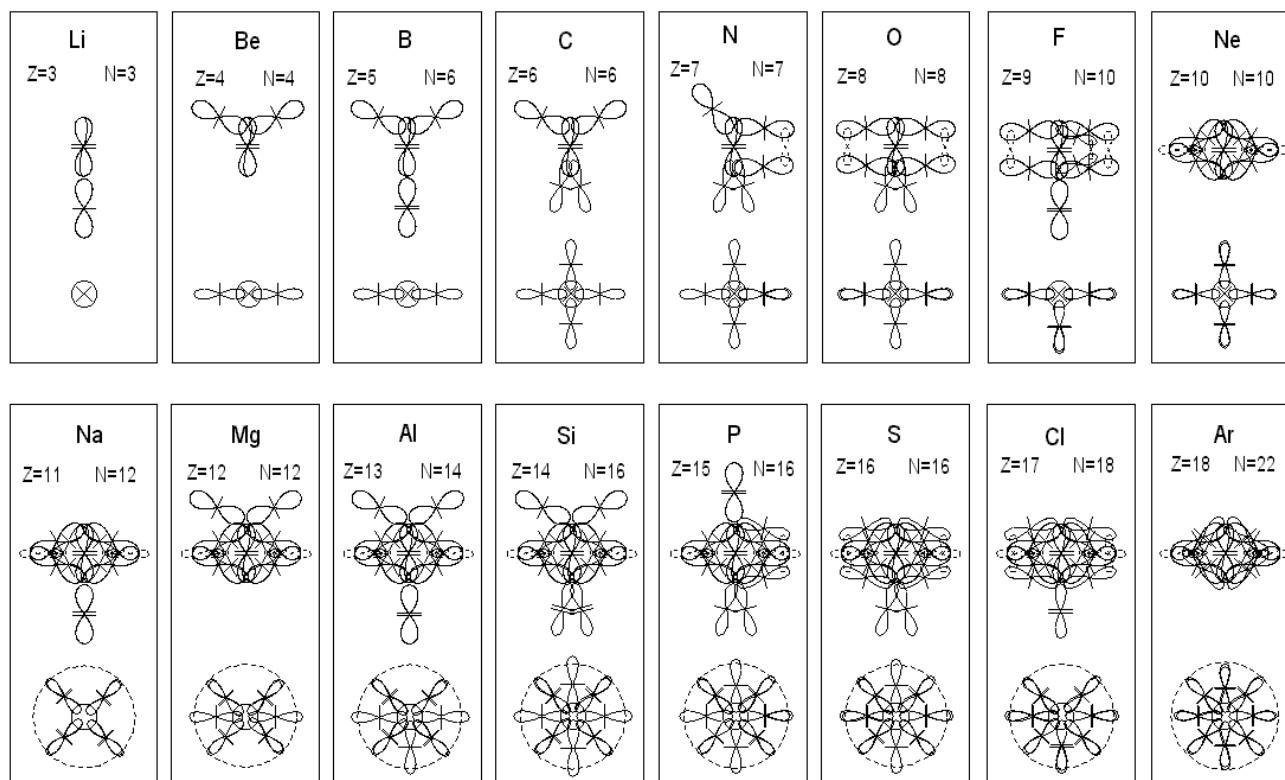 Li
Z=3 N=3
Be
Z=4 N=4
B
Z=5 N=6
C
Z=6 N=6
N
Z=7 N=7
O
Z=8 N=8
F
Z=9 N=10
Ne
Z=10 N=10
Na
Z=11 N=12
Mg
Z=12 N=12
Al
Z=13 N=14
Si
Z=14 N=16
P
Z=15 N=16
S
Z=16 N=16
Cl
Z=17 N=18
Ar
Z=18 N=22